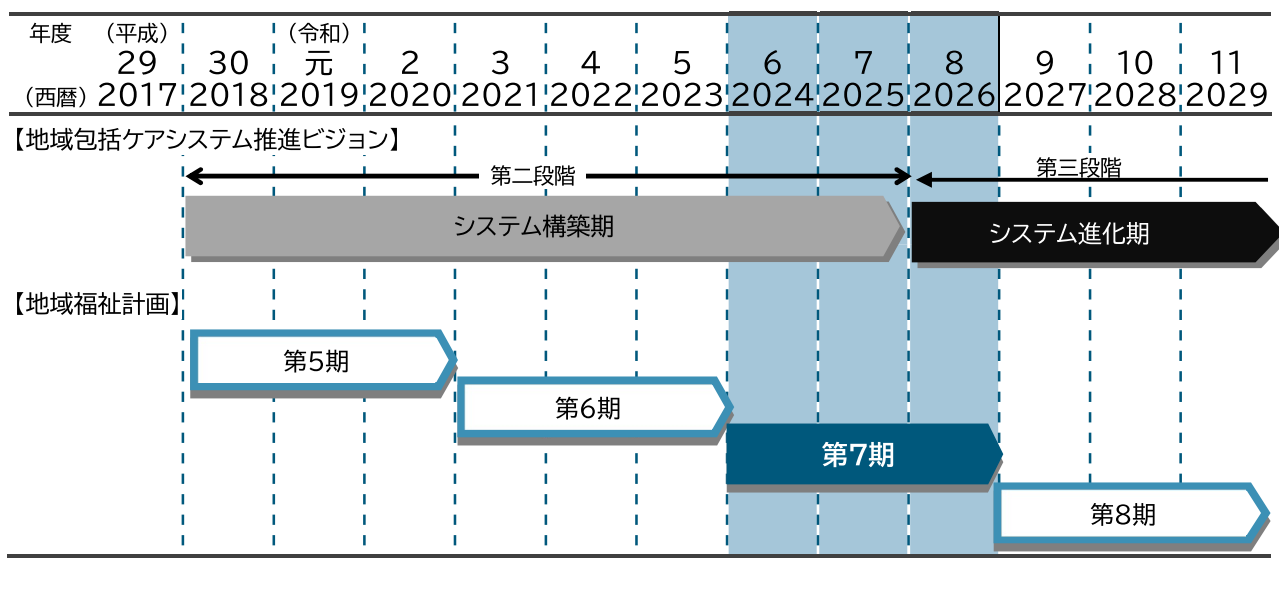 年度 （平成） （令和）
29 30 元 2 3 4 5 6 7 8 9 10 11
（西暦） 2017 2018 2019 2020 2021 2022 2023 2024 2025 2026 2027 2028 2029
【地域包括ケアシステム推進ビジョン】
第二段階 第三段階
システム構築期 システム進化期
【地域福祉計画】
第5期
第6期
第7期
第8期